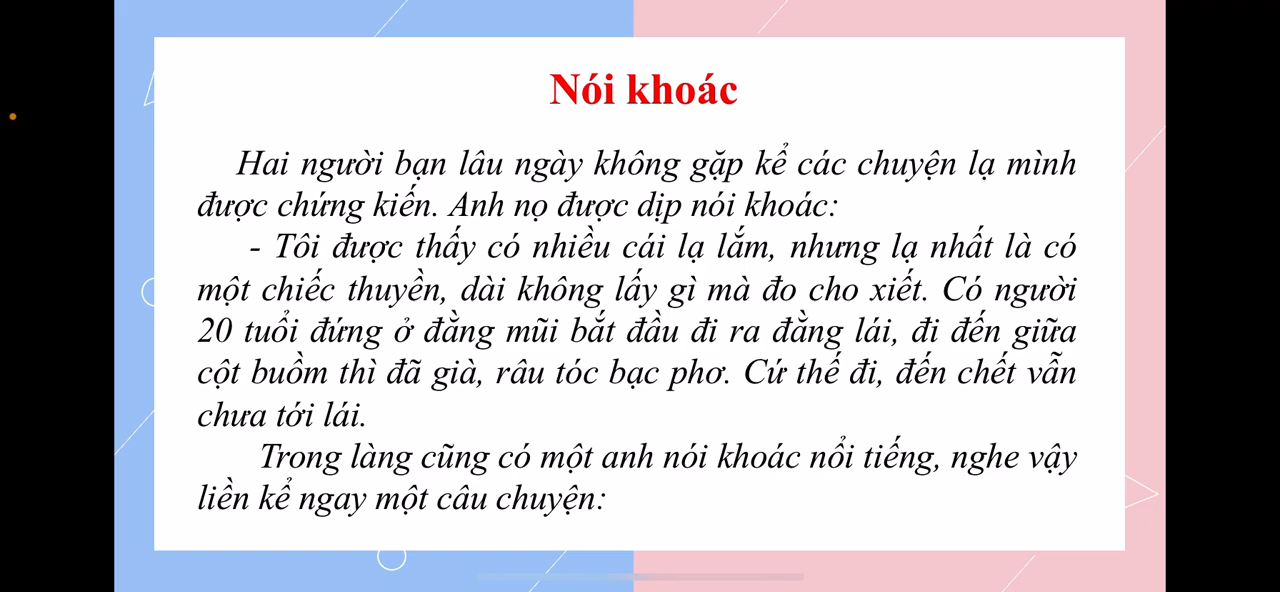 Nói khoác
Hai người bạn lâu ngày không gặp kể các chuyện lạ mình
được chứng kiến. Anh nọ được dịp nói khoác:
- Tôi được thấy có nhiều cái lạ lắm, nhưng lạ nhất là có
một chiếc thuyền, dài không lấy gì mà đo cho xiết. Có người
20 tuổi đứng ở đằng mũi bắt đầu đi ra đằng lái, đi đến giữa
cột buồm thì đã già, râu tóc bạc phơ. Cứ thế đi, đến chết vẫn
chưa tới lái.
Trong làng cũng có một anh nói khoác nổi tiếng, nghe vậy
liền kể ngay một câu chuyện: